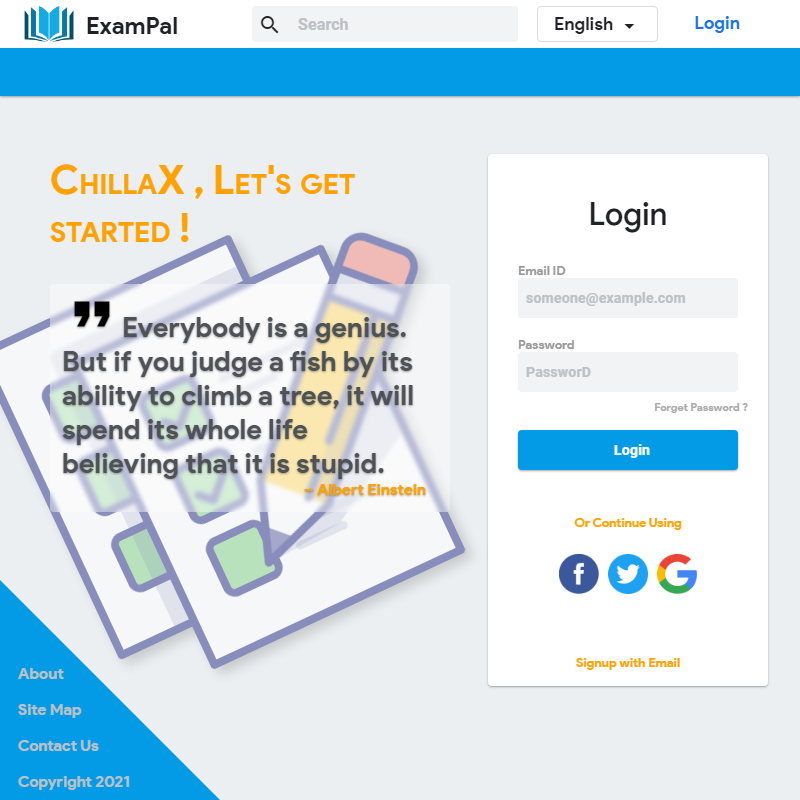 ExamPal
Search
English
Login
ChillaX , Let's get
started !
❞ Everybody is a genius.
But if you judge a fish by its
ability to climb a tree, it will
spend its whole life
believing that it is stupid.
– Albert Einstein
Login
Email ID
someone@example.com
Password
PassworD
Forget Password ?
Login
Or Continue Using
f
G
Signup with Email
About
Site Map
Contact Us
Copyright 2021